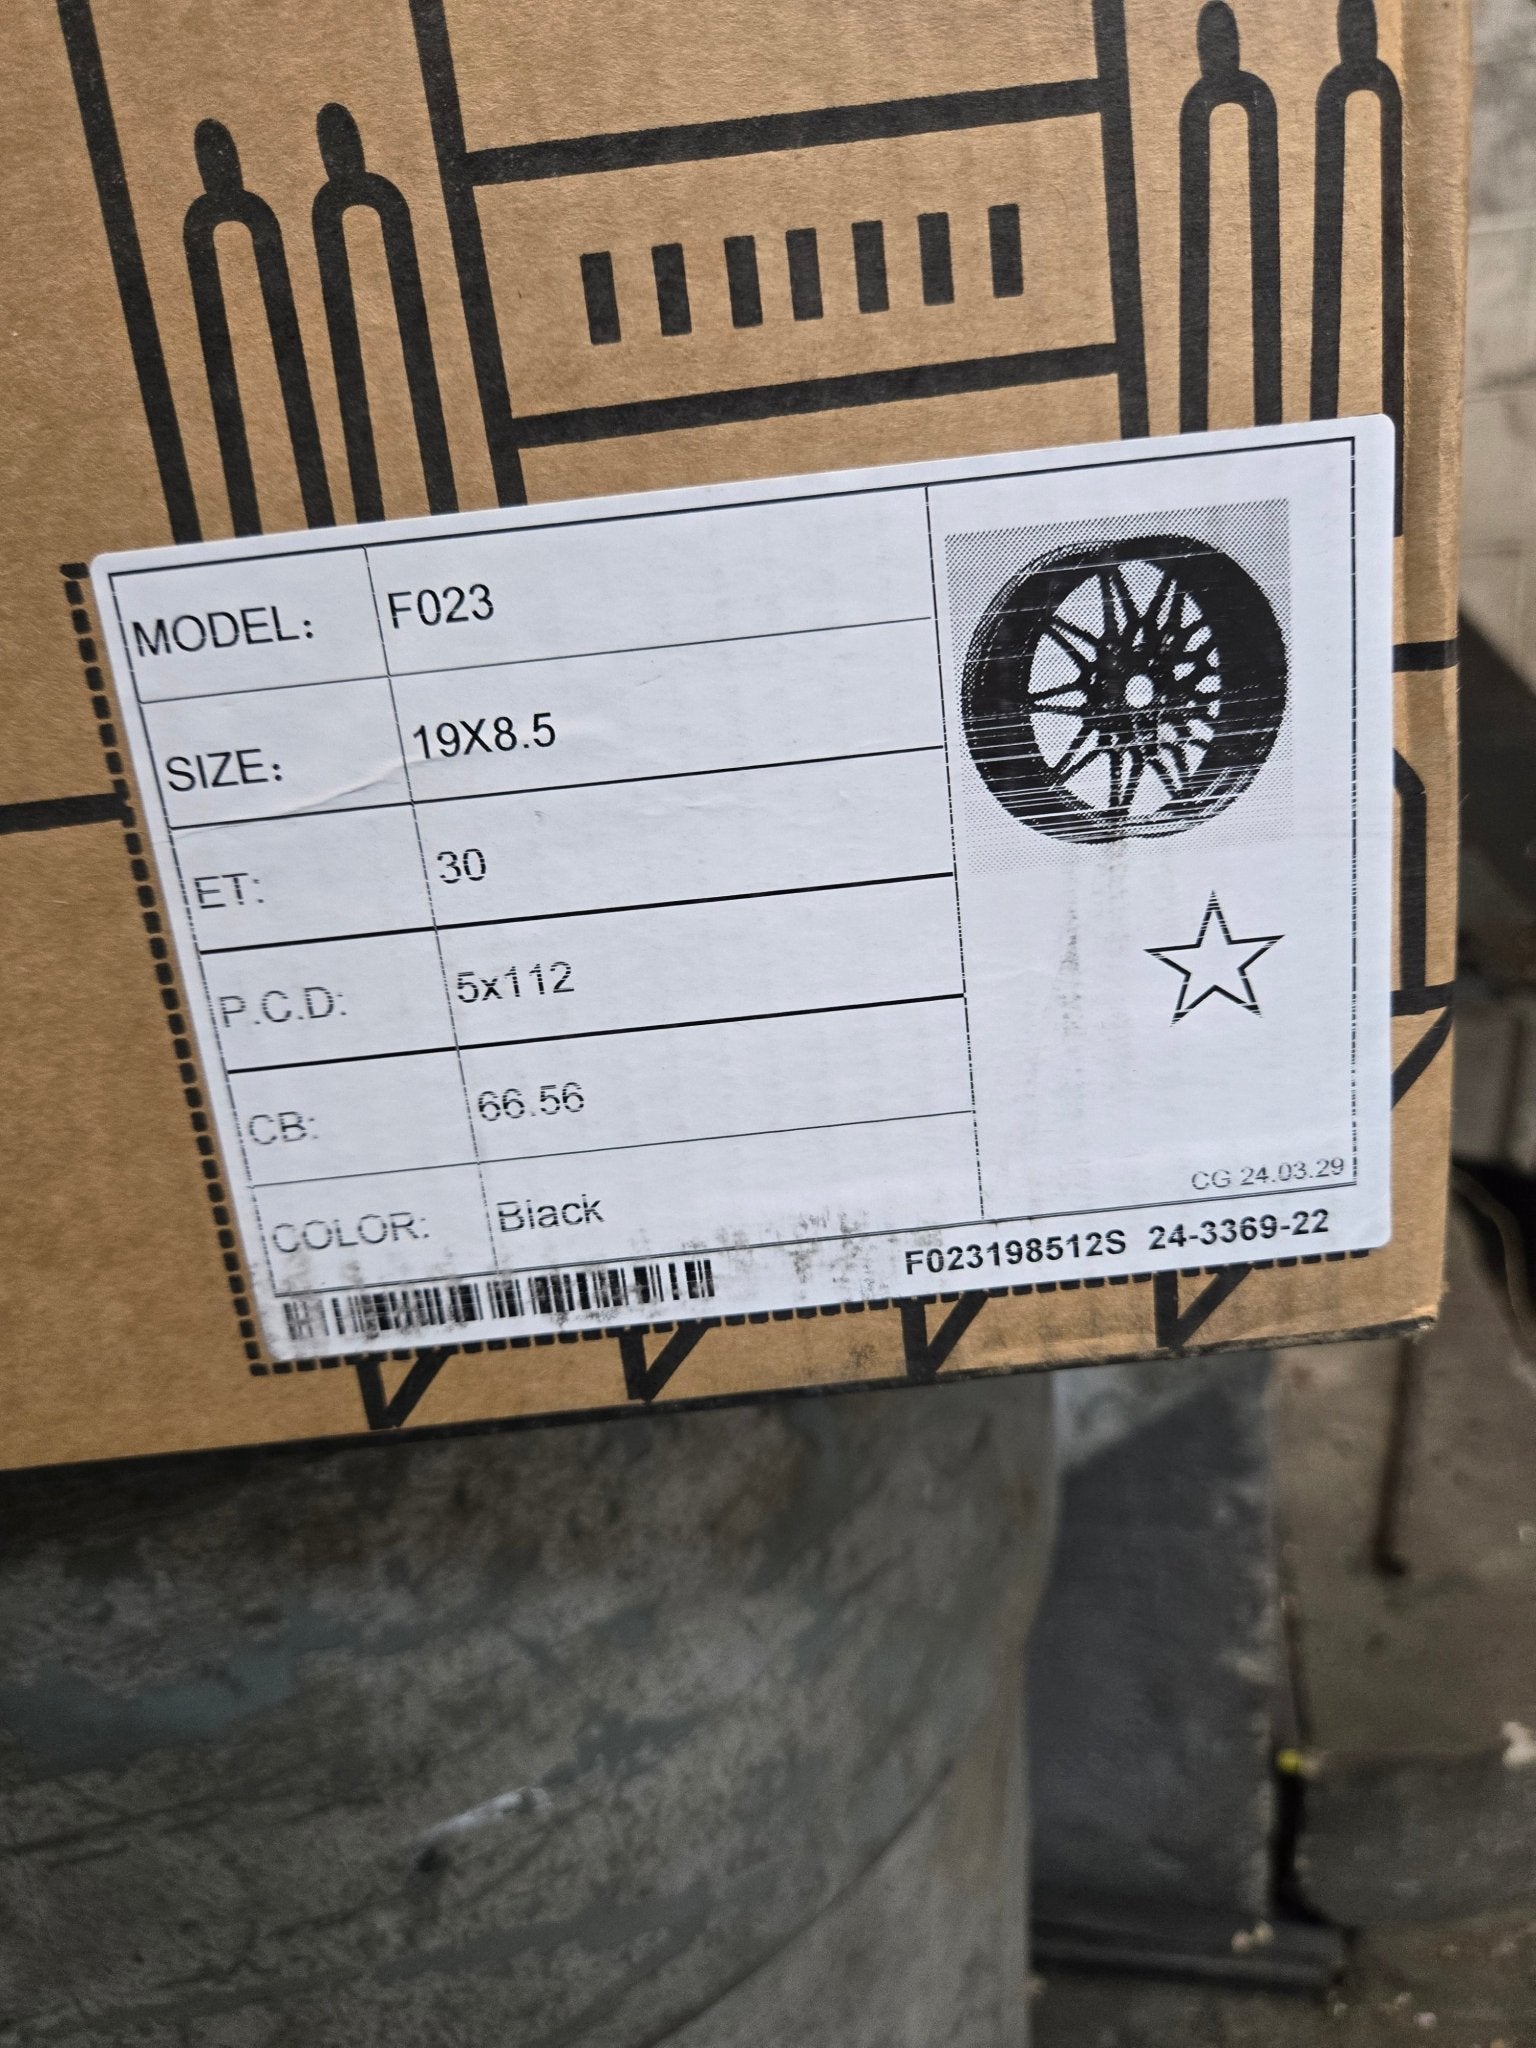 MODEL: F023
SIZE: 19X8.5
ET: 30
P.C.D: 5x112
CB: 66.56
COLOR: Black
CG 24.03.29
F023198512S 24-3369-22